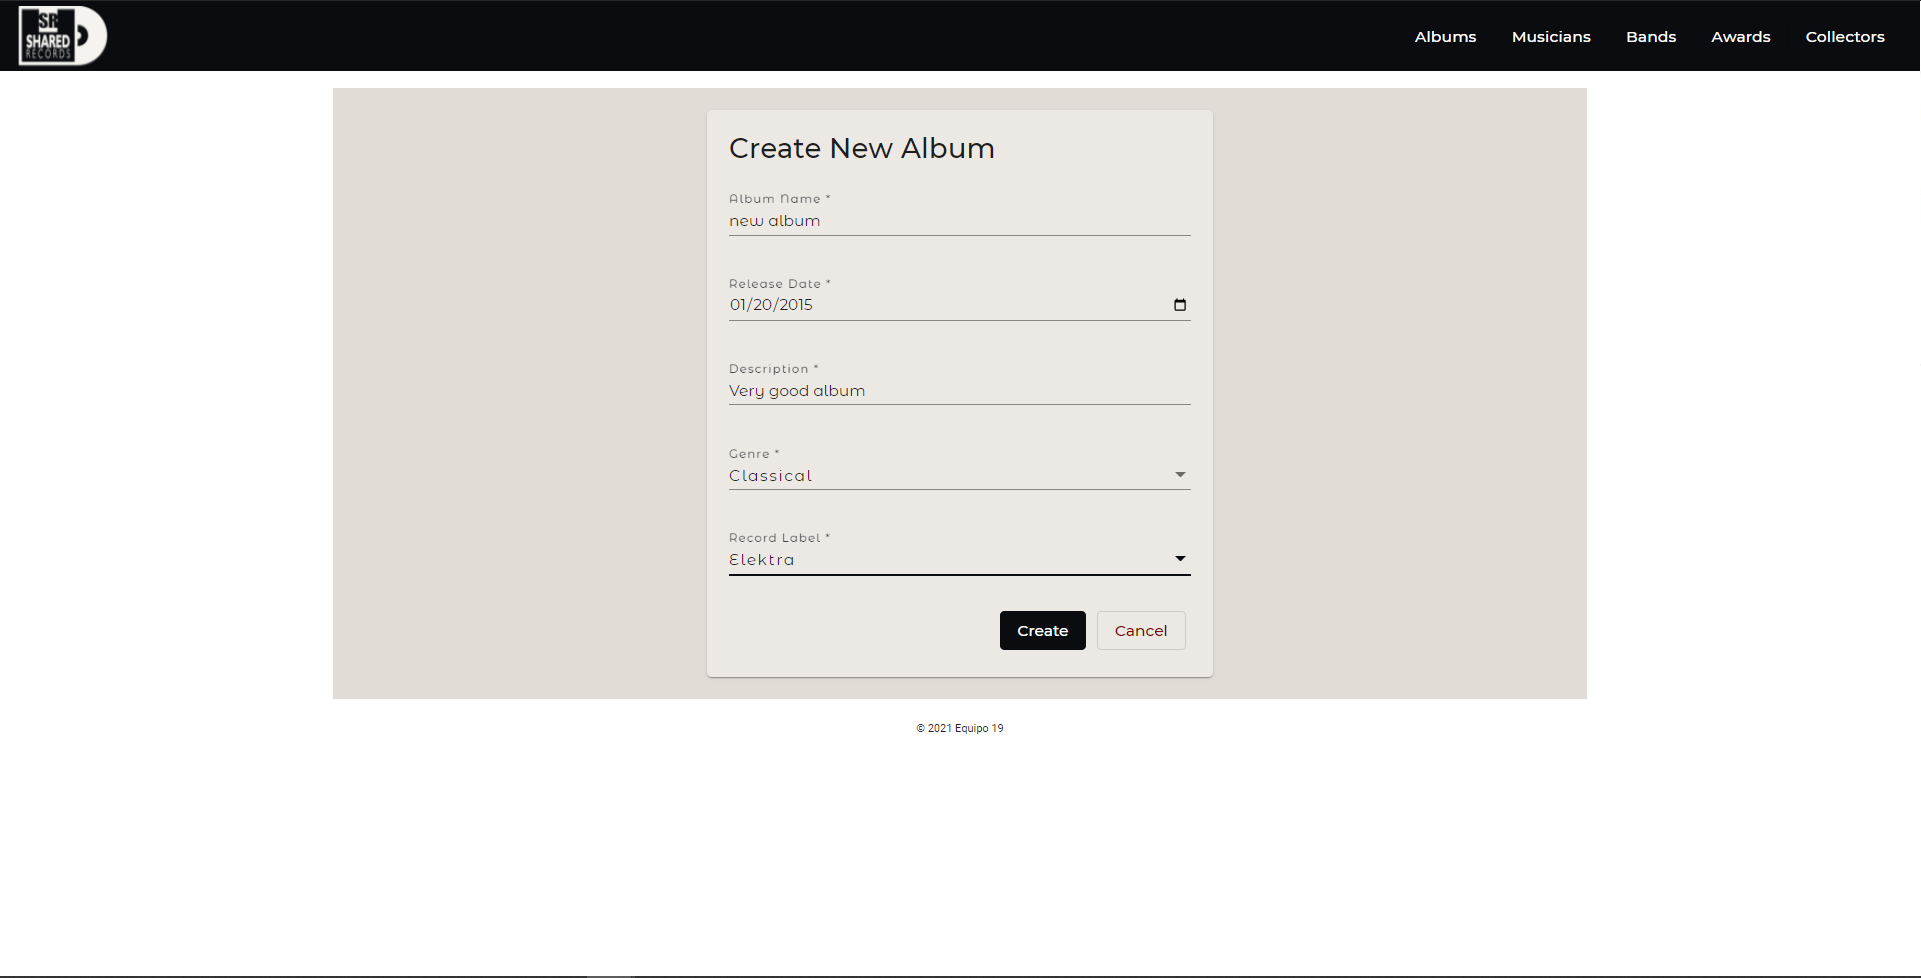 SR
SHARED
RECORDS
Albums Musicians Bands Awards Collectors
Create New Album
Album Name *
new album
Release Date *
01/20/2015
Description *
Very good album
Genre *
Classical
Record Label *
Elektra
Create Cancel
© 2021 Equipo 19